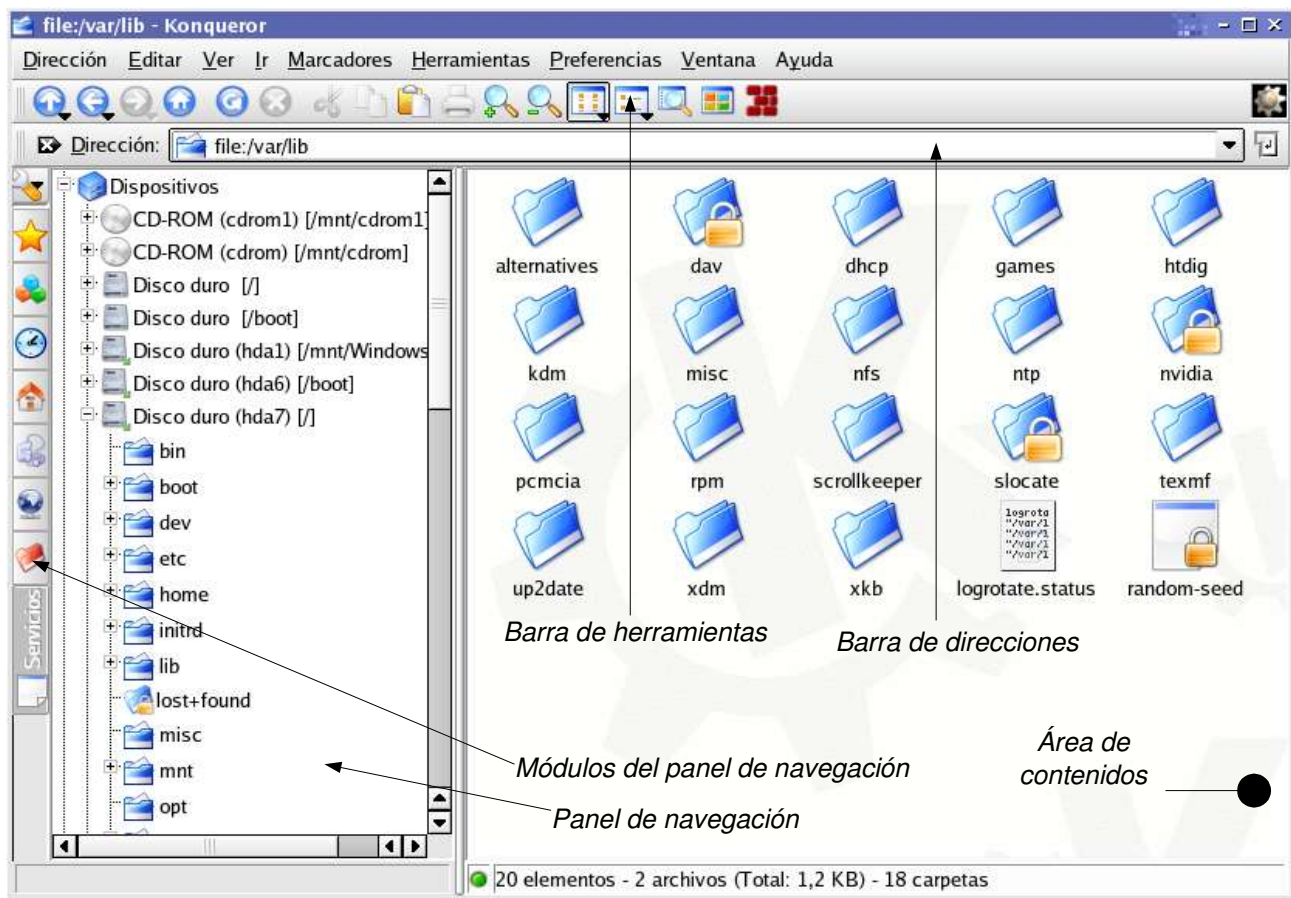 file:/var/lib - Konqueror
Dirección Editar Ver Ir Marcadores Herramientas Preferencias Ventana Ayuda
Dirección: file:/var/lib
Dispositivos
CD-ROM (cdrom1) [/mnt/cdrom1]
CD-ROM (cdrom) [/mnt/cdrom]
Disco duro [/]
Disco duro [/boot]
Disco duro (hda1) [/mnt/Windows
Disco duro (hda6) [/boot]
Disco duro (hda7) [/]
bin
boot
dev
etc
home
initrd
lib
lost+found
misc
mnt
opt
Servicios
alternatives dav dhcp games htdig
kdm misc nfs ntp nvidia
pcmcia rpm scrollkeeper slocate texmf
logrota
"/var/l
"/var/l
"/var/l
"/var/l
up2date xdm xkb logrotate.status random-seed
Barra de herramientas
Barra de direcciones
Módulos del panel de navegación
Panel de navegación
Área de
contenidos
20 elementos - 2 archivos (Total: 1,2 KB) - 18 carpetas